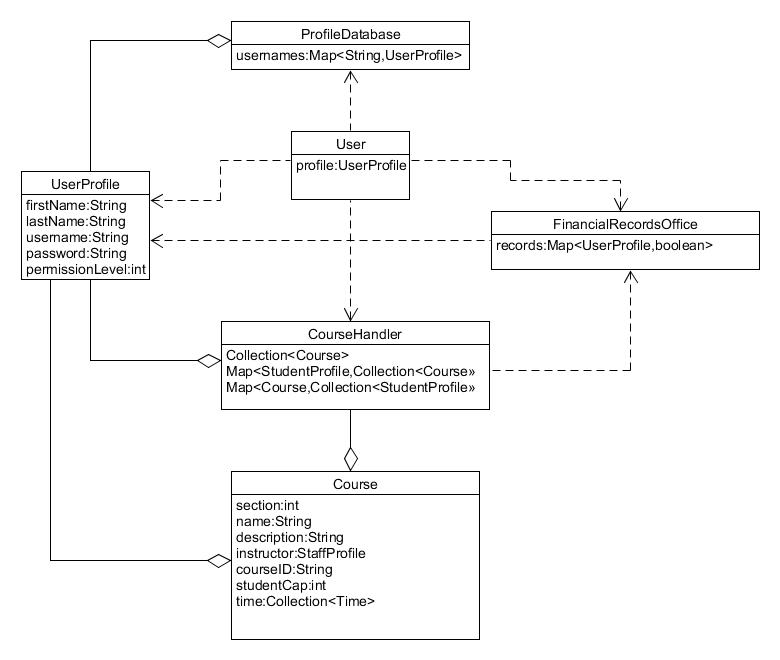 ProfileDatabase
usernames:Map<String,UserProfile>
User
profile:UserProfile
UserProfile
firstName:String
lastName:String
username:String
password:String
permissionLevel:int
FinancialRecordsOffice
records:Map<UserProfile,boolean>
CourseHandler
Collection<Course>
Map<StudentProfile,Collection<Course»
Map<Course,Collection<StudentProfile»
Course
section:int
name:String
description:String
instructor:StaffProfile
courseID:String
studentCap:int
time:Collection<Time>